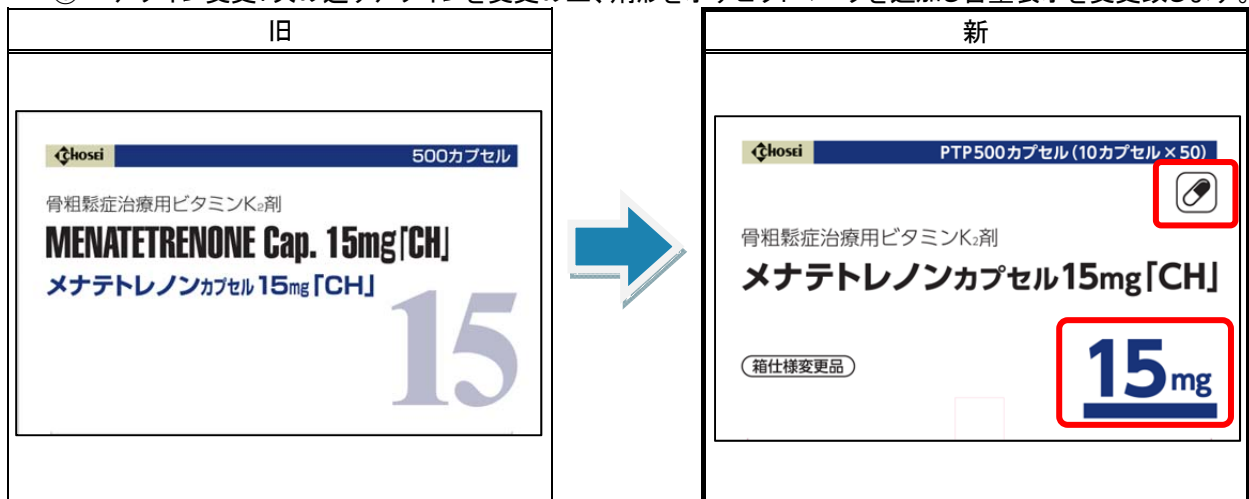 旧
新
Chosei
500カプセル
骨粗鬆症治療用ビタミンK₂剤
MENATETRENONE Cap. 15mg「CH」
メナテトレノンカプセル15mg「CH」
15
Chosei
PTP500カプセル(10カプセル×50)
骨粗鬆症治療用ビタミンK₂剤
メナテトレノンカプセル15mg「CH」
箱仕様変更品
15mg